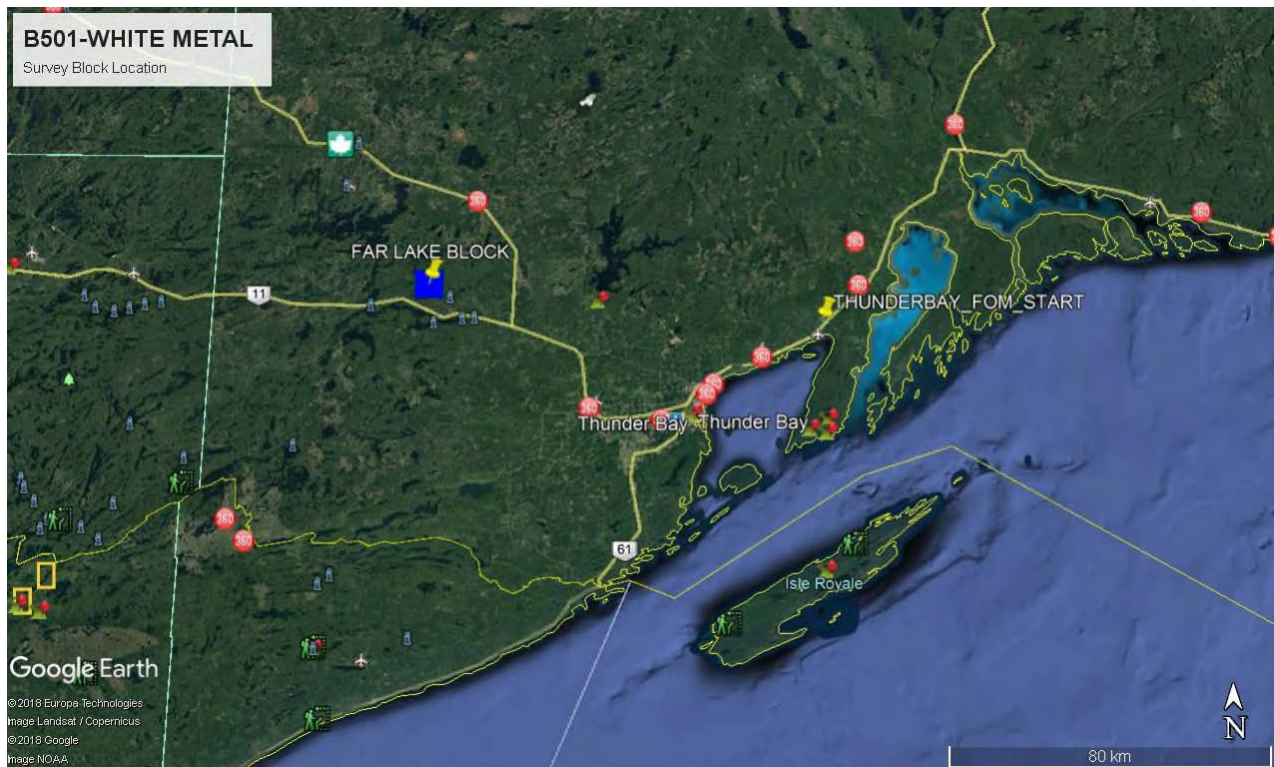 B501-WHITE METAL
Survey Block Location
360
360
360
FAR LAKE BLOCK
360
360
11
360
THUNDERBAY_FOM_START
360
360
360
360
Thunder Bay
Thunder Bay
360
360
61
Isle Royale
Google Earth
©2018 Europa Technologies
Image Landsat / Copernicus
©2018 Google
Image NOAA
N
80 km